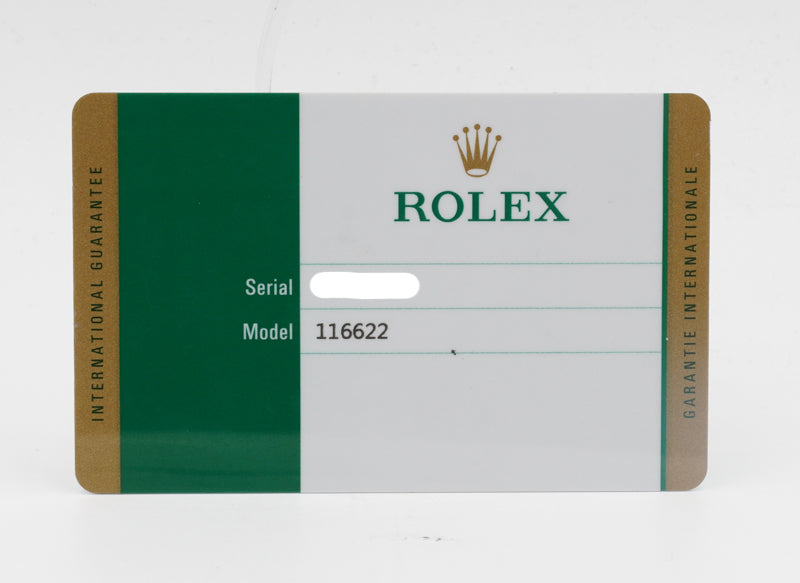 INTERNATIONAL GUARANTEE
ROLEX
Serial
Model 116622
GARANTIE INTERNATIONALE